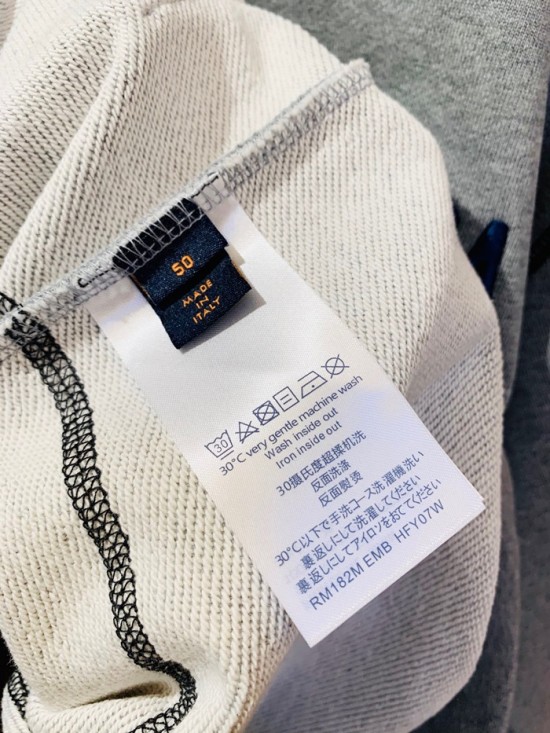 50
MADE
IN
ITALY
30
30°C very gentle machine wash
Wash inside out
Iron inside out
30摄氏度超揉机洗
反面洗涤
反面熨烫
30°C以下で手洗コース洗濯機洗い
裏返しにして洗濯してください
裏返しにしてアイロンをあててください
RM182M EMB HFY07W